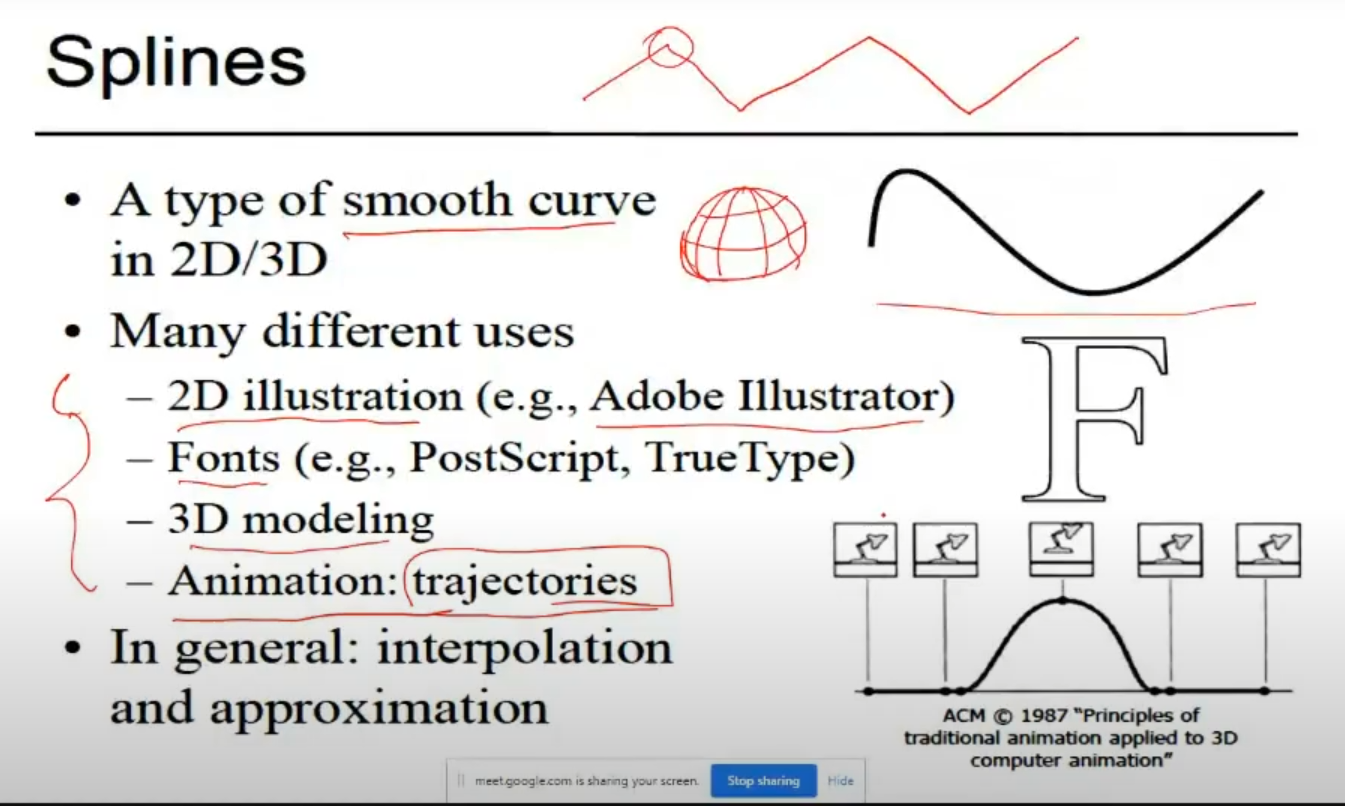 Splines
• A type of smooth curve
in 2D/3D
• Many different uses
– 2D illustration (e.g., Adobe Illustrator)
– Fonts (e.g., PostScript, TrueType)
– 3D modeling
– Animation: trajectories
• In general: interpolation
and approximation
F
ACM © 1987 “Principles of
traditional animation applied to 3D
computer animation”
meet.google.com is sharing your screen. Stop sharing Hide